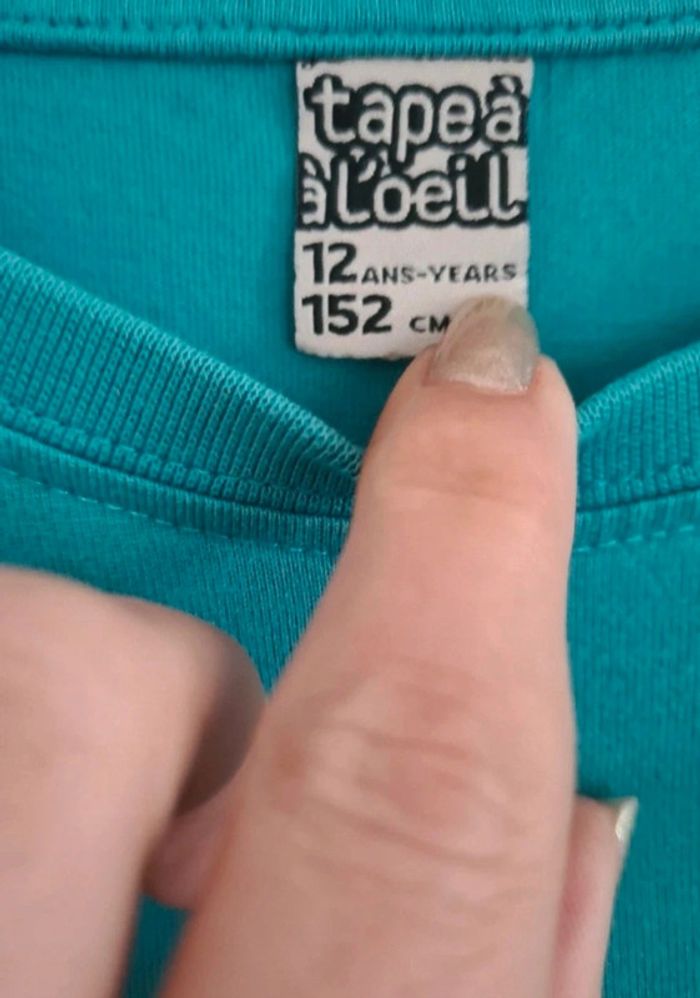 tape à
à l'oeil
12 ANS-YEARS
152 CM